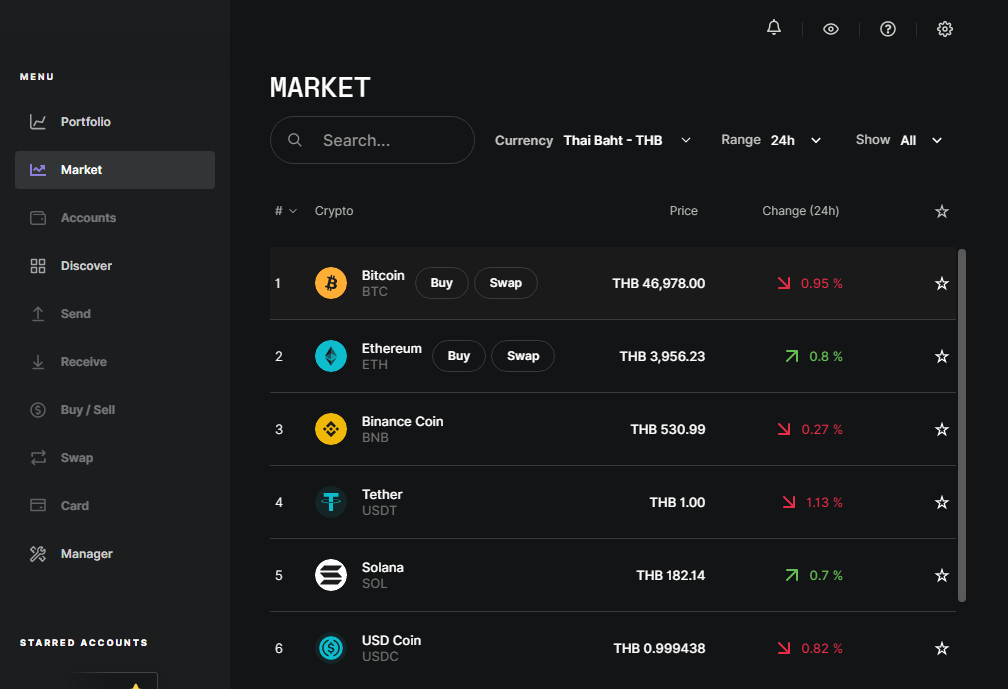 MENU
Portfolio
Market
Accounts
Discover
Send
Receive
Buy / Sell
Swap
Card
Manager
STARRED ACCOUNTS
MARKET
Search... Currency Thai Baht - THB Range 24h Show All
# Crypto Price Change (24h)
1 Bitcoin BTC Buy Swap THB 46,978.00 0.95 %
2 Ethereum ETH Buy Swap THB 3,956.23 0.8 %
3 Binance Coin BNB THB 530.99 0.27 %
4 Tether USDT THB 1.00 1.13 %
5 Solana SOL THB 182.14 0.7 %
6 USD Coin USDC THB 0.999438 0.82 %